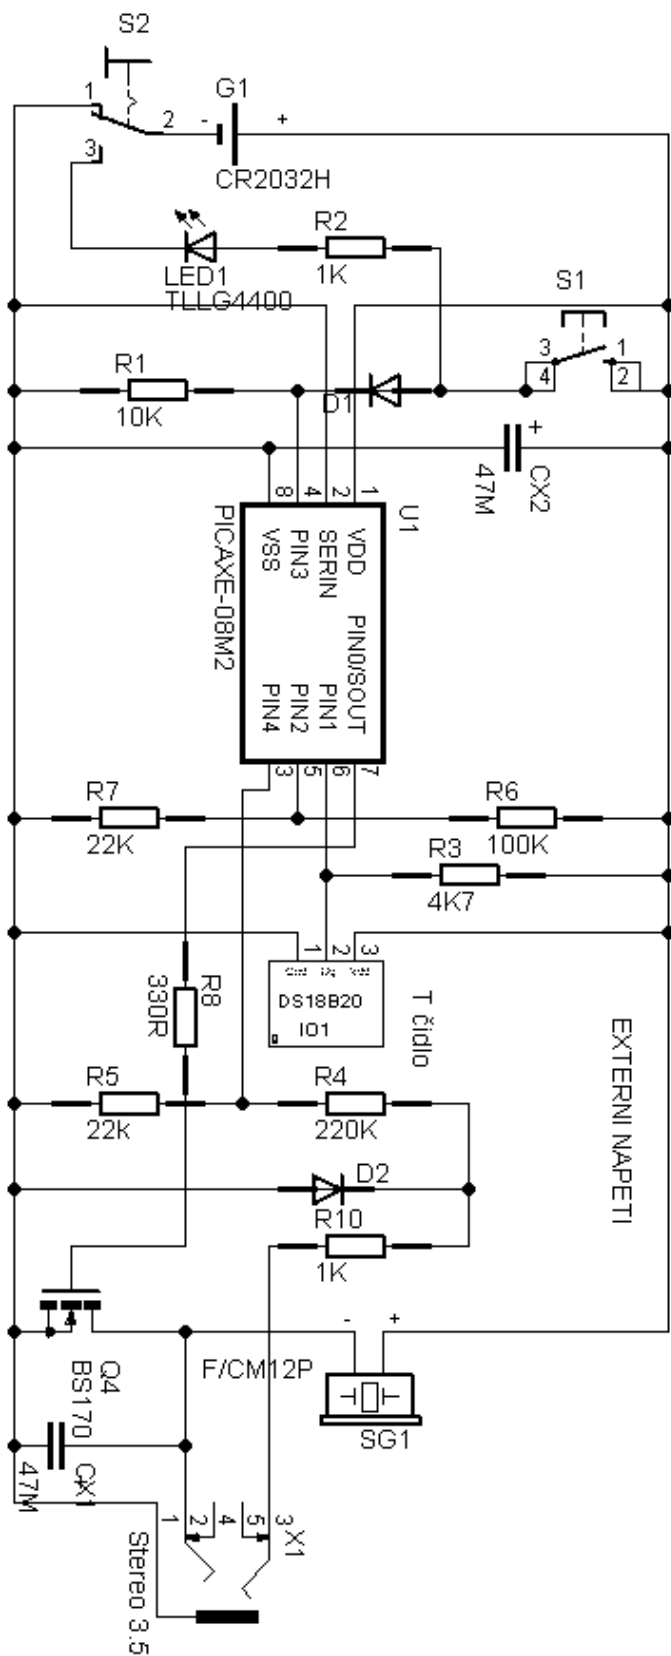 S2
1
2
3
G1
-
+
CR2032H
LED1
TLLG4400
R2
1K
S1
3
4
1
2
R1
10K
D1
+
47M
CX2
8
4
2
1
U1
PICAXE-08M2
VSS
PIN3
SERIN
VDD
PIN4
PIN2
PIN1
PIN0/SOUT
3
5
6
7
R7
22K
R6
100K
R3
4K7
1
2
3
DS18B20
IO1
T čidlo
R8
330R
EXTERNI NAPETI
R5
22k
R4
220K
D2
R10
1K
-
+
F/CM12P
SG1
Q4
BS170
CX1
+
47M
1
2
4
5
3
X1
Stereo 3.5